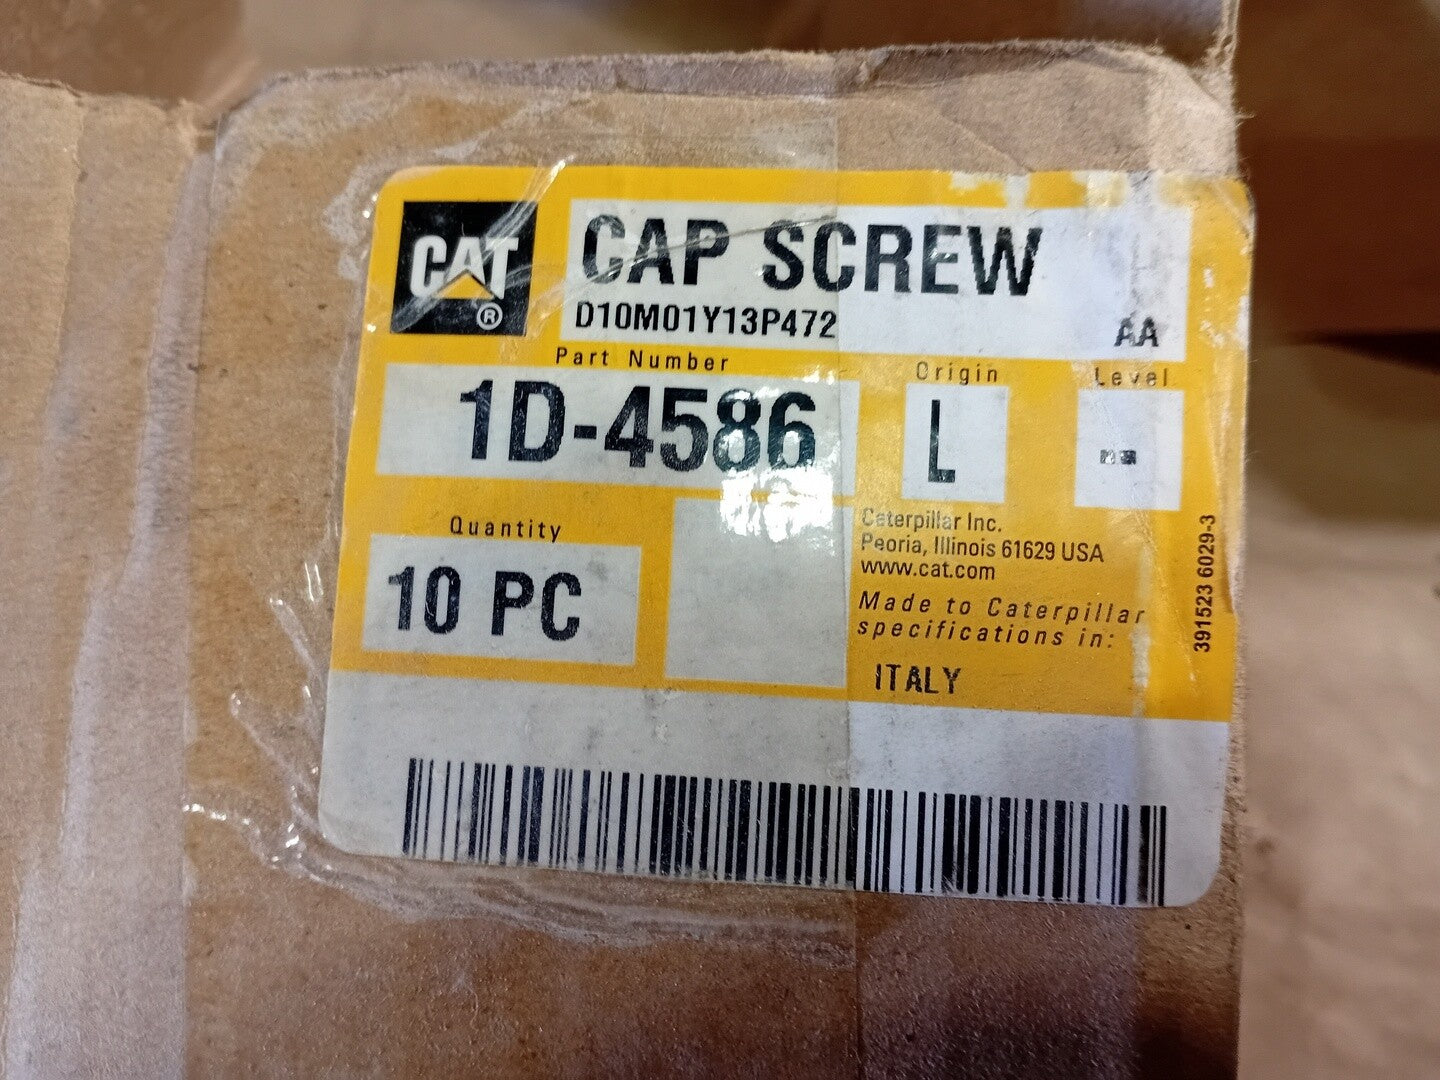 CAT
®
CAP SCREW
D10M01Y13P472
AA
Part Number
Origin
Level
1D-4586
L
--
Quantity
10 PC
Caterpillar Inc.
Peoria, Illinois 61629 USA
www.cat.com
Made to Caterpillar
specifications in:
ITALY
391523 6029-3